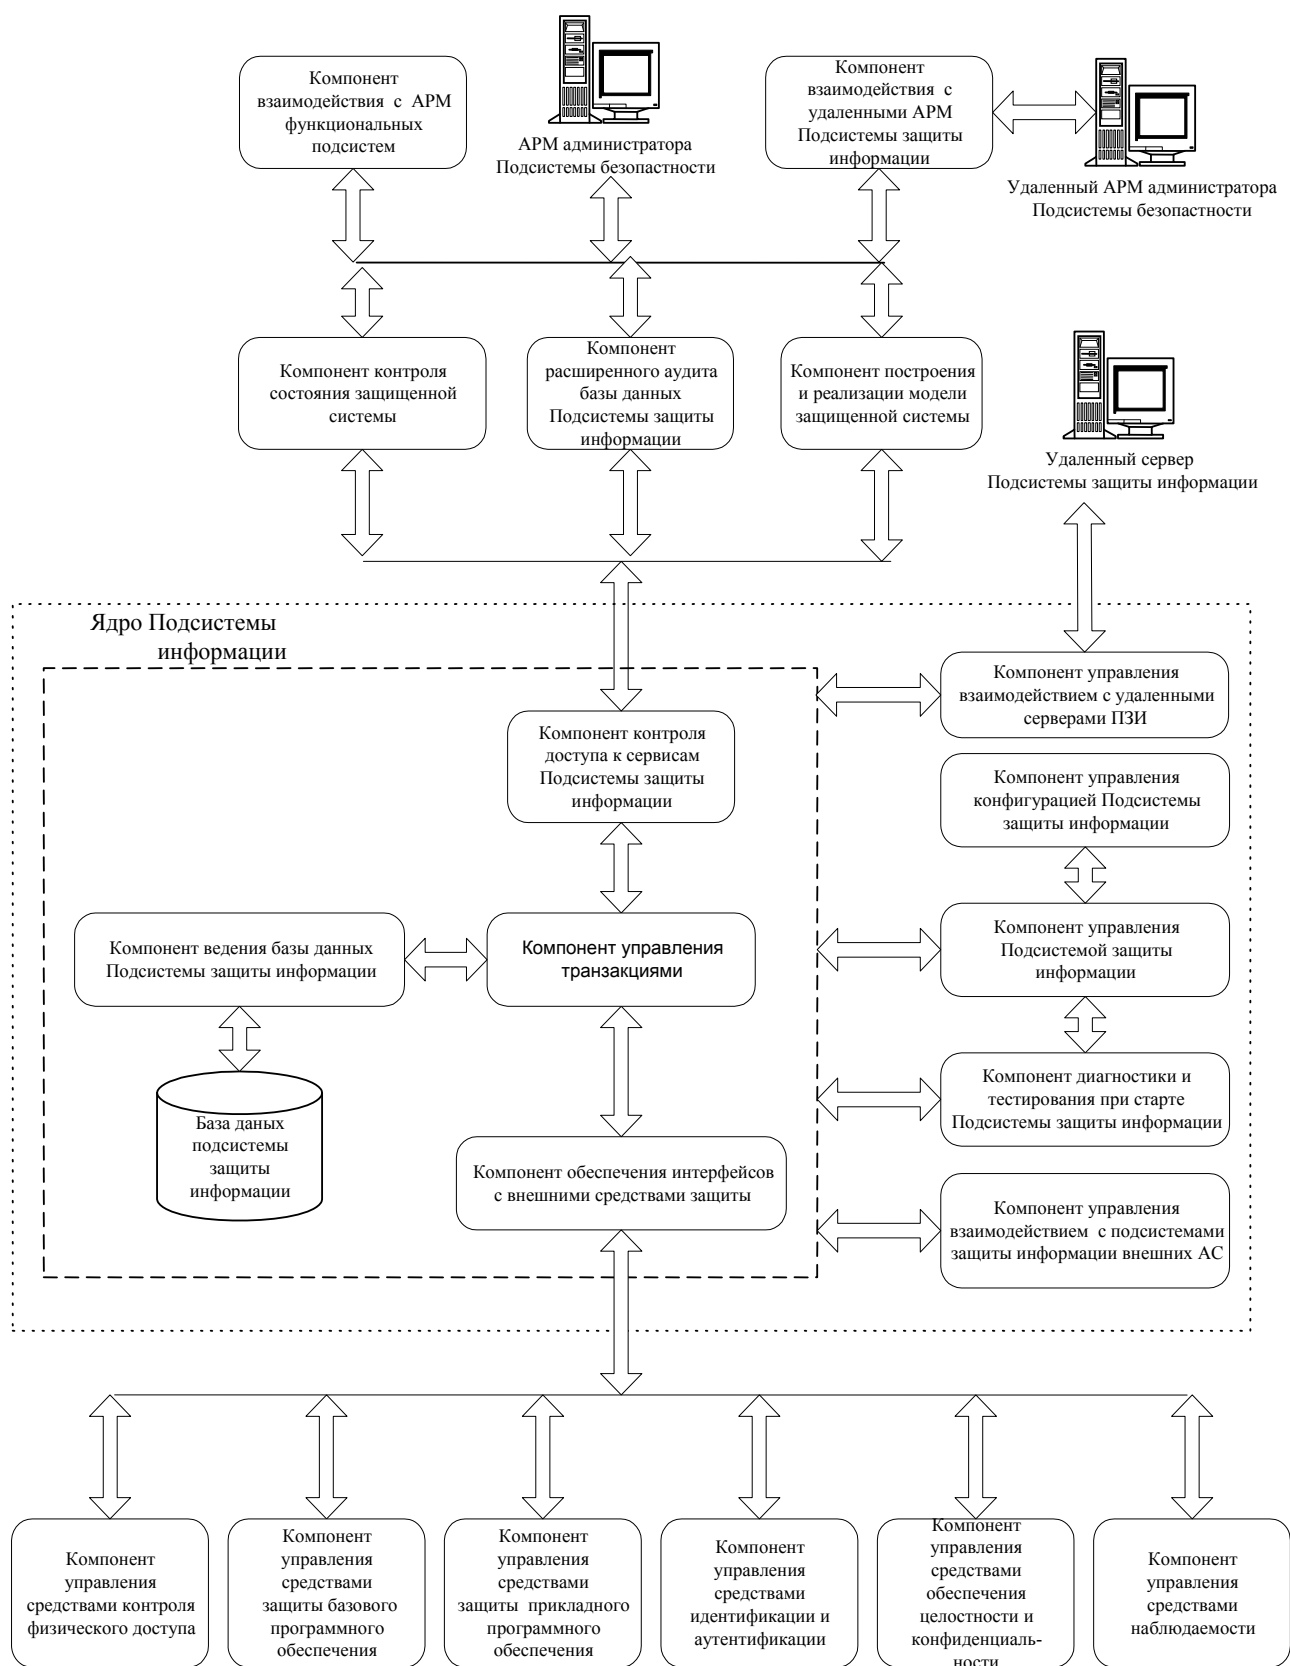 Компонент
взаимодействия с АРМ
функциональных
подсистем
АРМ администратора
Подсистемы безопастности
Компонент
взаимодействия с
удаленными АРМ
Подсистемы защиты
информации
Удаленный АРМ администратора
Подсистемы безопастности
Компонент контроля
состояния защищенной
системы
Компонент
расширенного аудита
базы данных
Подсистемы защиты
информации
Компонент построения
и реализации модели
защищенной системы
Удаленный сервер
Подсистемы защиты информации
Ядро Подсистемы
информации
Компонент управления
взаимодействием с удаленными
серверами ПЗИ
Компонент контроля
доступа к сервисам
Подсистемы защиты
информации
Компонент управления
конфигурацией Подсистемы
защиты информации
Компонент ведения базы данных
Подсистемы защиты информации
Компонент управления
транзакциями
Компонент управления
Подсистемой защиты
информации
Компонент диагностики и
тестирования при старте
Подсистемы защиты информации
База даных
подсистемы
защиты
информации
Компонент обеспечения интерфейсов
с внешними средствами защиты
Компонент управления
взаимодействием с подсистемами
защиты информации внешних АС
Компонент
управления
средствами контроля
физического доступа
Компонент
управления
средствами
защиты базового
программного
обеспечения
Компонент
управления
средствами
защиты прикладного
программного
обеспечения
Компонент
управления
средствами
идентификации и
аутентификации
Компонент
управления
средствами
обеспечения
целостности и
конфиденциаль-
ности
Компонент
управления
средствами
наблюдаемости